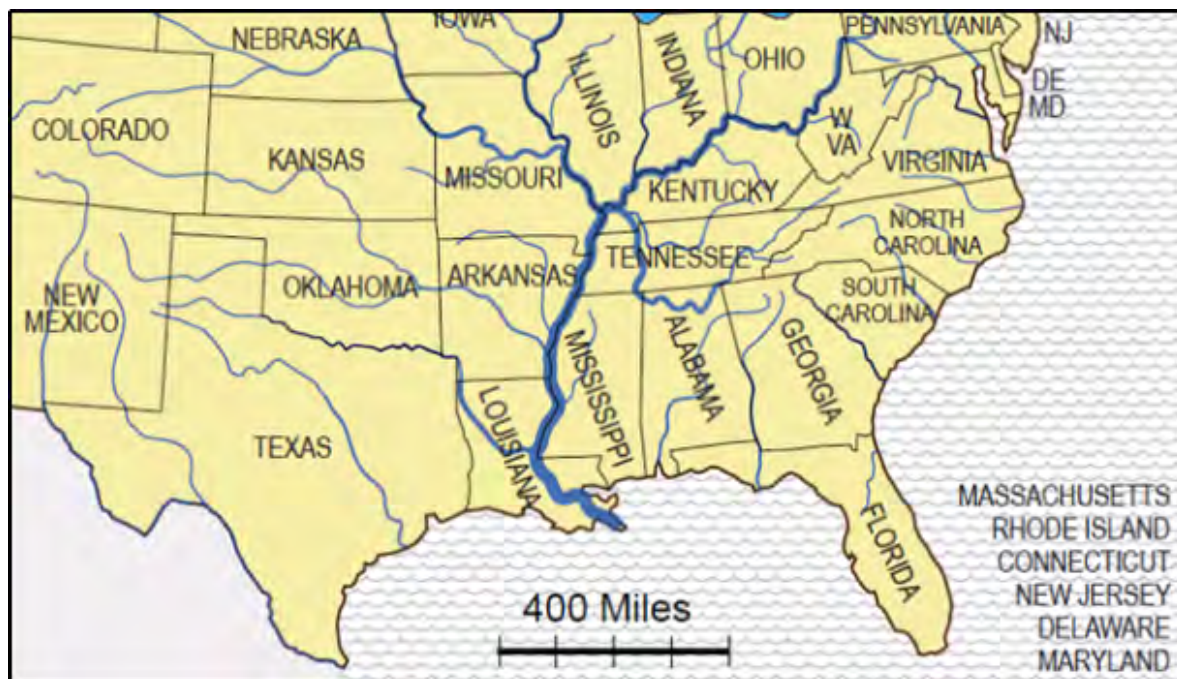 IOWA
PENNSYLVANIA
NJ
NEBRASKA
ILLINOIS
INDIANA
OHIO
DE
MD
COLORADO
KANSAS
MISSOURI
W
VA
VIRGINIA
KENTUCKY
NORTH
CAROLINA
TENNESSEE
ARKANSAS
OKLAHOMA
NEW
MEXICO
SOUTH
CAROLINA
MISSISSIPPI
ALABAMA
GEORGIA
LOUISIANA
TEXAS
FLORIDA
MASSACHUSETTS
RHODE ISLAND
CONNECTICUT
NEW JERSEY
DELAWARE
MARYLAND
400 Miles